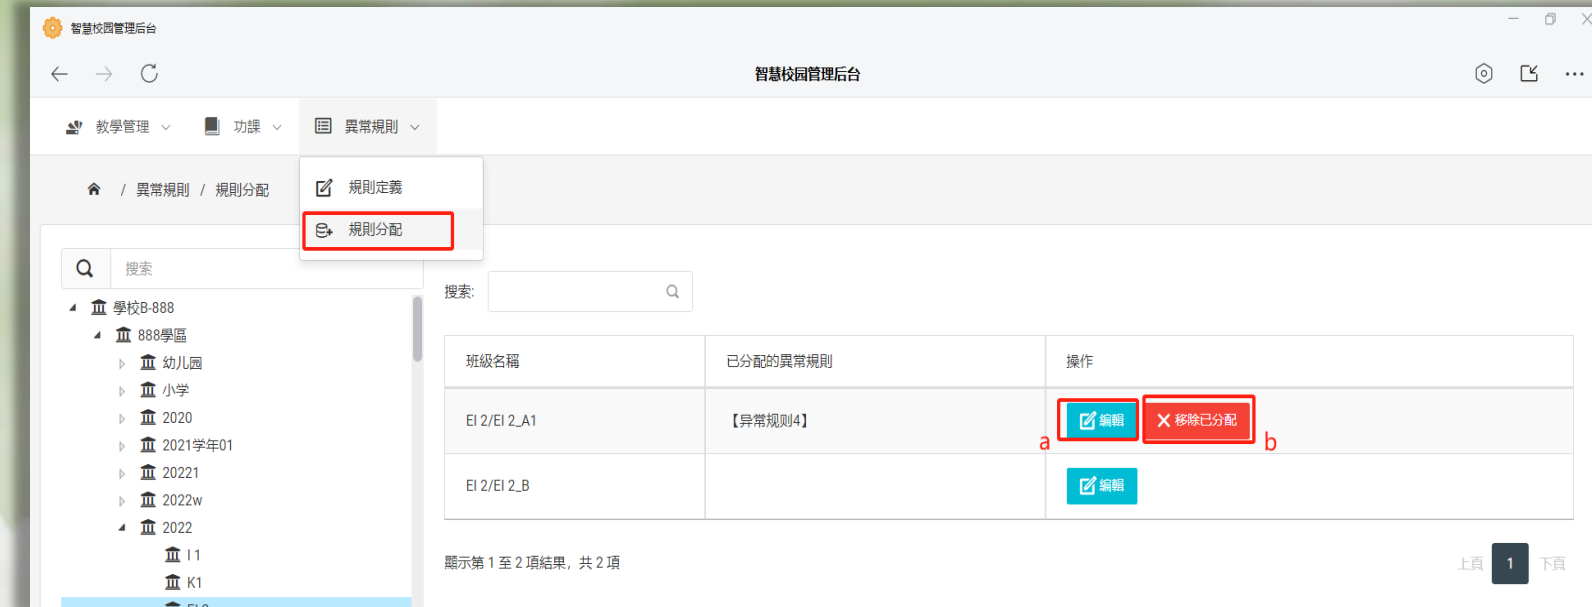 智慧校园管理后台
智慧校园管理后台
教學管理 功課 異常規則
/ 異常規則 / 規則分配
規則定義
規則分配
搜索
學校B-888
888學區
幼儿园
小学
2020
2021学年01
20221
2022w
2022
I 1
K1
搜索:
班級名稱 已分配的異常規則 操作
EI 2/EI 2_A1 【异常规则4】 a 編輯 移除已分配 b
EI 2/EI 2_B 編輯
顯示第 1 至 2 項結果，共 2 項
上頁 1 下頁